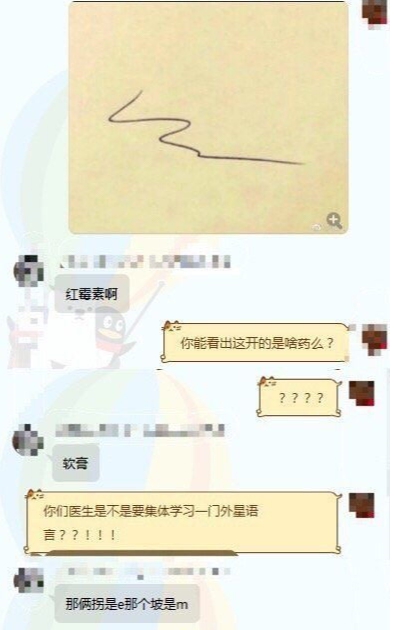 红霉素啊
你能看出这开的是啥药么？
？？？？
软膏
你们医生是不是要集体学习一门外星语
言？？！！！
那俩拐是e那个坡是m